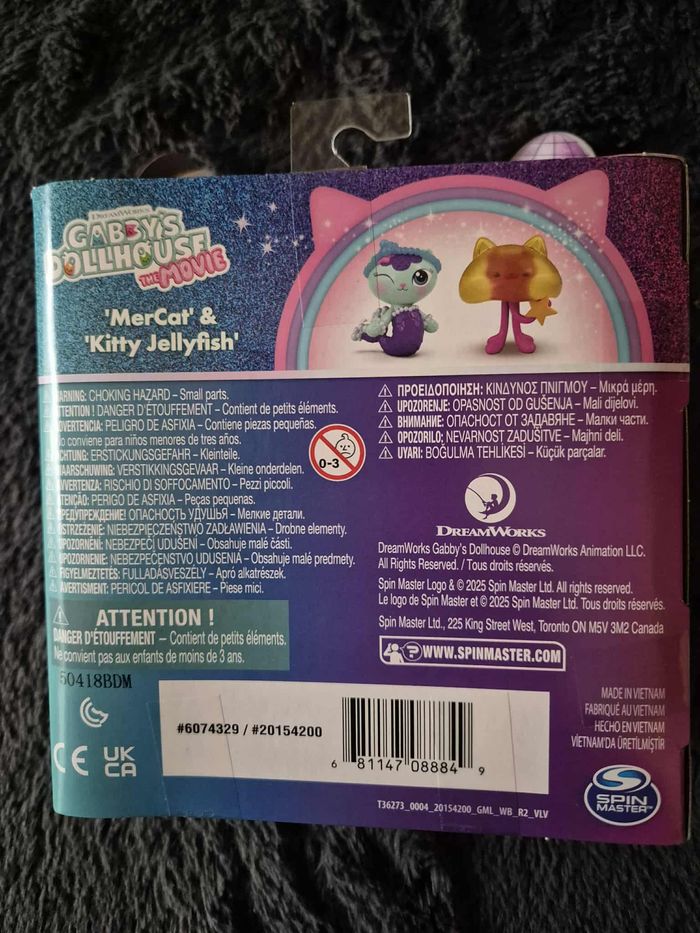 DREAMWORKS
GABBY'S
DOLLHOUSE
THE MOVIE
'MerCat' &
'Kitty Jellyfish'
WARNING: CHOKING HAZARD – Small parts.
ATTENTION ! DANGER D'ÉTOUFFEMENT – Contient de petits éléments.
ADVERTENCIA: PELIGRO DE ASFIXIA – Contiene piezas pequeñas.
No conviene para niños menores de tres años.
ACHTUNG: ERSTICKUNGSGEFAHR – Kleinteile.
WAARSCHUWING: VERSTIKKINGSGEVAAR – Kleine onderdelen.
AVVERTENZA: RISCHIO DI SOFFOCAMENTO – Pezzi piccoli.
ATENÇÃO: PERIGO DE ASFIXIA – Peças pequenas.
ПРЕДУПРЕЖДЕНИЕ! ОПАСНОСТЬ УДУШЬЯ – Мелкие детали.
OSTRZEŻENIE: NIEBEZPIECZEŃSTWO ZADŁAWIENIA – Drobne elementy.
UPOZORNĚNÍ: NEBEZPEČÍ UDUŠENÍ – Obsahuje malé části.
UPOZORNENIE: NEBEZPEČENSTVO UDUSENIA – Obsahuje malé predmety.
FIGYELMEZTETÉS: FULLADÁSVESZÉLY – Apró alkatrészek.
AVERTISMENT: PERICOL DE ASFIXIERE – Piese mici.
0-3
ΠΡΟΕΙΔΟΠΟΙΗΣΗ: ΚΙΝΔΥΝΟΣ ΠΝΙΓΜΟΥ – Μικρά μέρη.
UPOZORENJE: OPASNOST OD GUŠENJA – Mali dijelovi.
ВНИМАНИЕ: ОПАСНОСТ ОТ ЗАДАВЯНЕ – Малки части.
OPOZORILO: NEVARNOST ZADUŠITVE – Majhni deli.
UYARI: BOĞULMA TEHLİKESİ – Küçük parçalar.
DREAMWORKS
DreamWorks Gabby's Dollhouse © DreamWorks Animation LLC.
All Rights Reserved. / Tous droits réservés.
Spin Master Logo & © 2025 Spin Master Ltd. All rights reserved.
Le logo de Spin Master et © 2025 Spin Master Ltd. Tous droits réservés.
Spin Master Ltd., 225 King Street West, Toronto ON M5V 3M2 Canada
WWW.SPINMASTER.COM
ATTENTION !
DANGER D'ÉTOUFFEMENT – Contient de petits éléments.
Ne convient pas aux enfants de moins de 3 ans.
50418BDM
CE UK
CA
#6074329 / #20154200
6 81147 08884 9
MADE IN VIETNAM
FABRIQUÉ AU VIETNAM
HECHO EN VIETNAM
VİETNAM'DA ÜRETİLMİŞTİR
SPIN
MASTER™
T36273_0004_20154200_GML_WB_R2_VLV